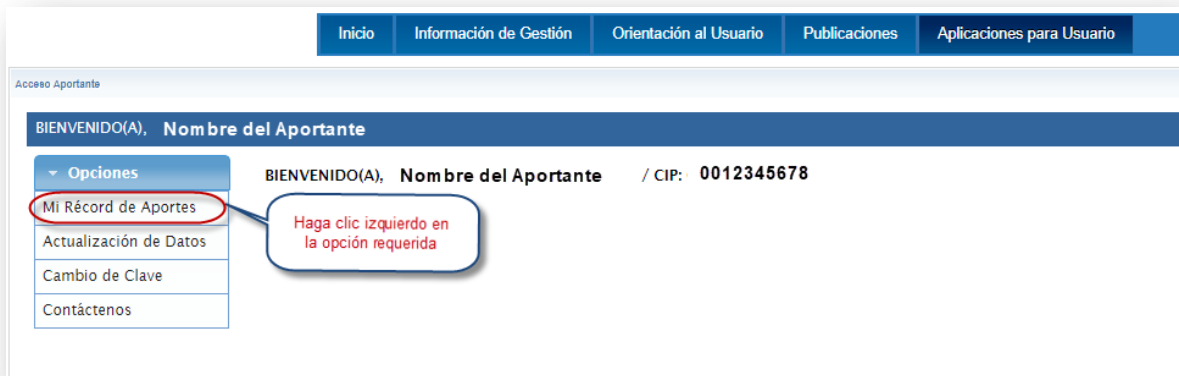 Inicio Información de Gestión Orientación al Usuario Publicaciones Aplicaciones para Usuario
Acceso Aportante
BIENVENIDO(A), Nombre del Aportante
Opciones
BIENVENIDO(A), Nombre del Aportante / CIP: 0012345678
Mi Récord de Aportes
Haga clic izquierdo en
la opción requerida
Actualización de Datos
Cambio de Clave
Contáctenos